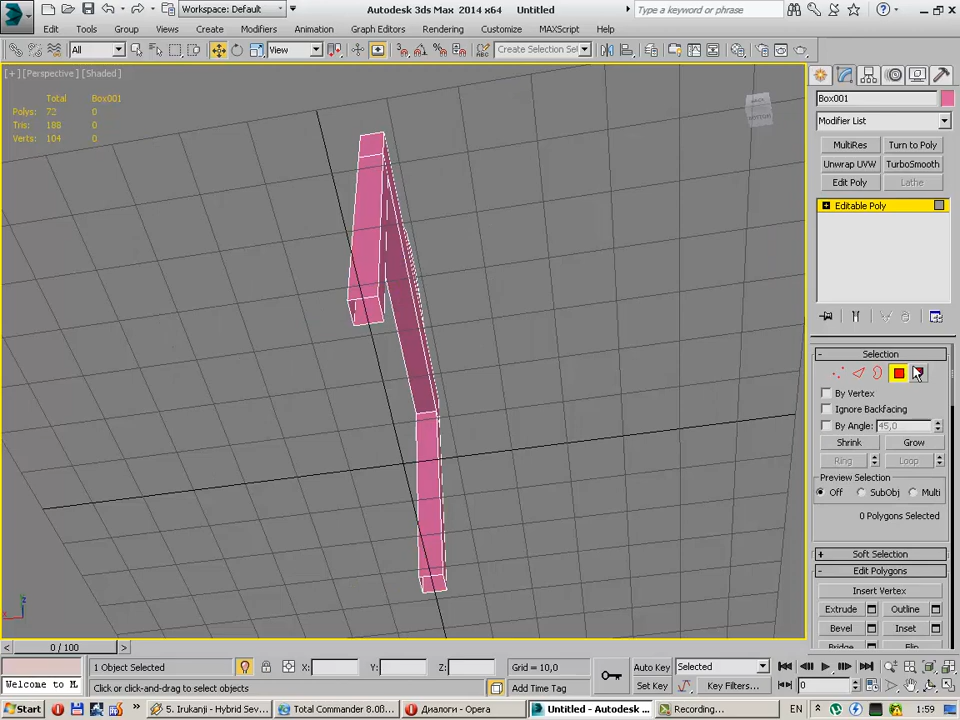 Workspace: Default
Autodesk 3ds Max 2014 x64    Untitled
Type a keyword or phrase
Edit Tools Group Views Create Modifiers Animation Graph Editors Rendering Customize MAXScript Help
All View Create Selection Se
[+] [Perspective] [Shaded]
Total Box001
Polys: 72 0
Tris: 188 0
Verts: 104 0
BACK
BOTTOM
Box001
Modifier List
MultiRes Turn to Poly
Unwrap UVW TurboSmooth
Edit Poly Lathe
Editable Poly
Selection
By Vertex
Ignore Backfacing
By Angle: 45,0
Shrink Grow
Ring Loop
Preview Selection
Off SubObj Multi
0 Polygons Selected
Soft Selection
Edit Polygons
Insert Vertex
Extrude Outline
Bevel Inset
Bridge Flip
z
x
0 / 100
1 Object Selected X: Y: Z: Grid = 10,0 Auto Key Selected
Welcome to M Click or click-and-drag to select objects Add Time Tag Set Key Key Filters... 0
Start 5. Irukanji - Hybrid Sev... Total Commander 8.0ß... Диалоги - Opera Untitled - Autodesk ... Recording... EN 1:59